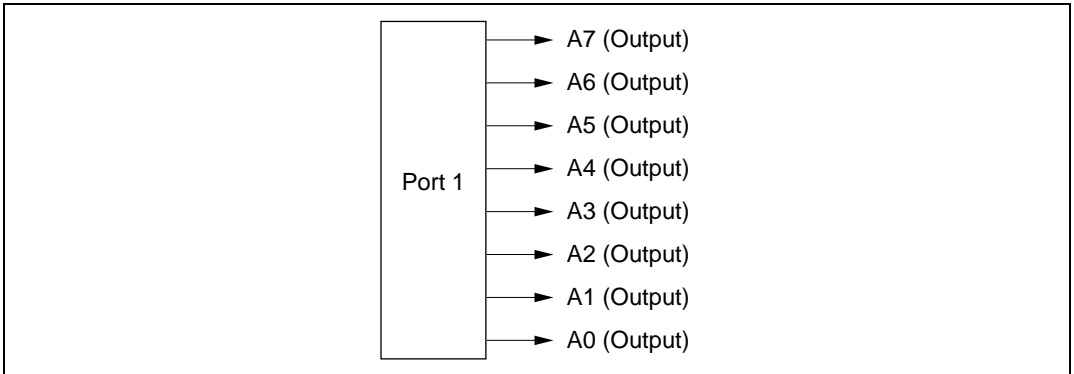 A7 (Output)
A6 (Output)
A5 (Output)
A4 (Output)
Port 1
A3 (Output)
A2 (Output)
A1 (Output)
A0 (Output)